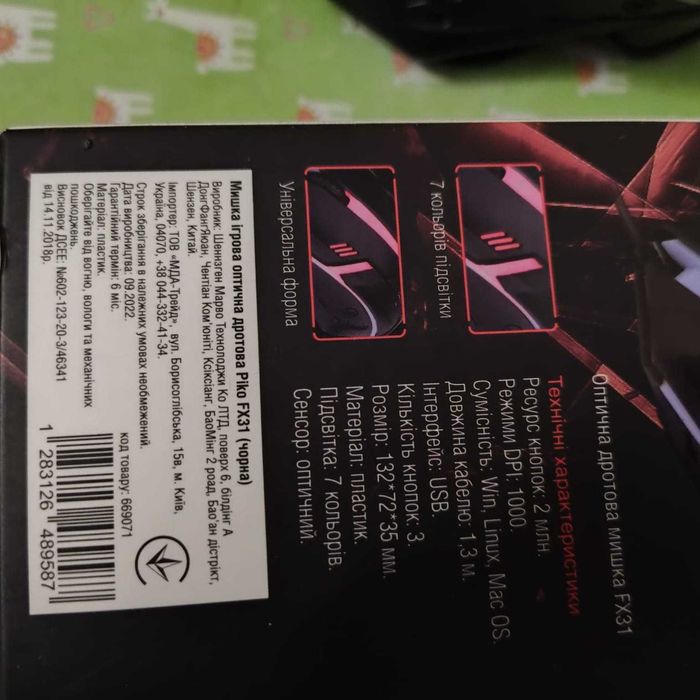 Оптична дротова мишка FX31
Технічні характеристики
Ресурс кнопок: 2 млн.
Режими DPI: 1000.
Сумісність: Win, Linux, Mac OS.
Довжина кабелю: 1.3 м.
Інтерфейс: USB.
Кількість кнопок: 3.
Розмір: 132*72*35 мм.
Матеріал: пластик.
Підсвітка: 7 кольорів.
Сенсор: оптичний.
7 кольорів підсвітки
Універсальна форма
Мишка ігрова оптична дротова Piko FX31 (чорна)
Виробник: Шеннзген Марво Технолоджи Ко ЛТД, поверх 6, білдінг А
ДонгФангЯюан, Чентіан Ком'юніті, Ксіксіанг, БаоМінг 2 роад, Бао'ан дістрікт,
Шензен, Китай.
Імпортер: ТОВ «МДА-Трейд», вул. Борисоглібська, 15в, м. Київ,
Україна, 04070, +38 044-332-41-34.
Строк зберігання в належних умовах необмежений.
Дата виробництва: 09.2022.
Гарантійний термін: 6 міс.
Матеріал: пластик.
Оберігайте від вогню, вологи та механічних
пошкоджень.
Висновок ДСЕЕ: №602-123-20-3/46341
від 14.11.2018р.
код товару: 669071
1 283126 489587